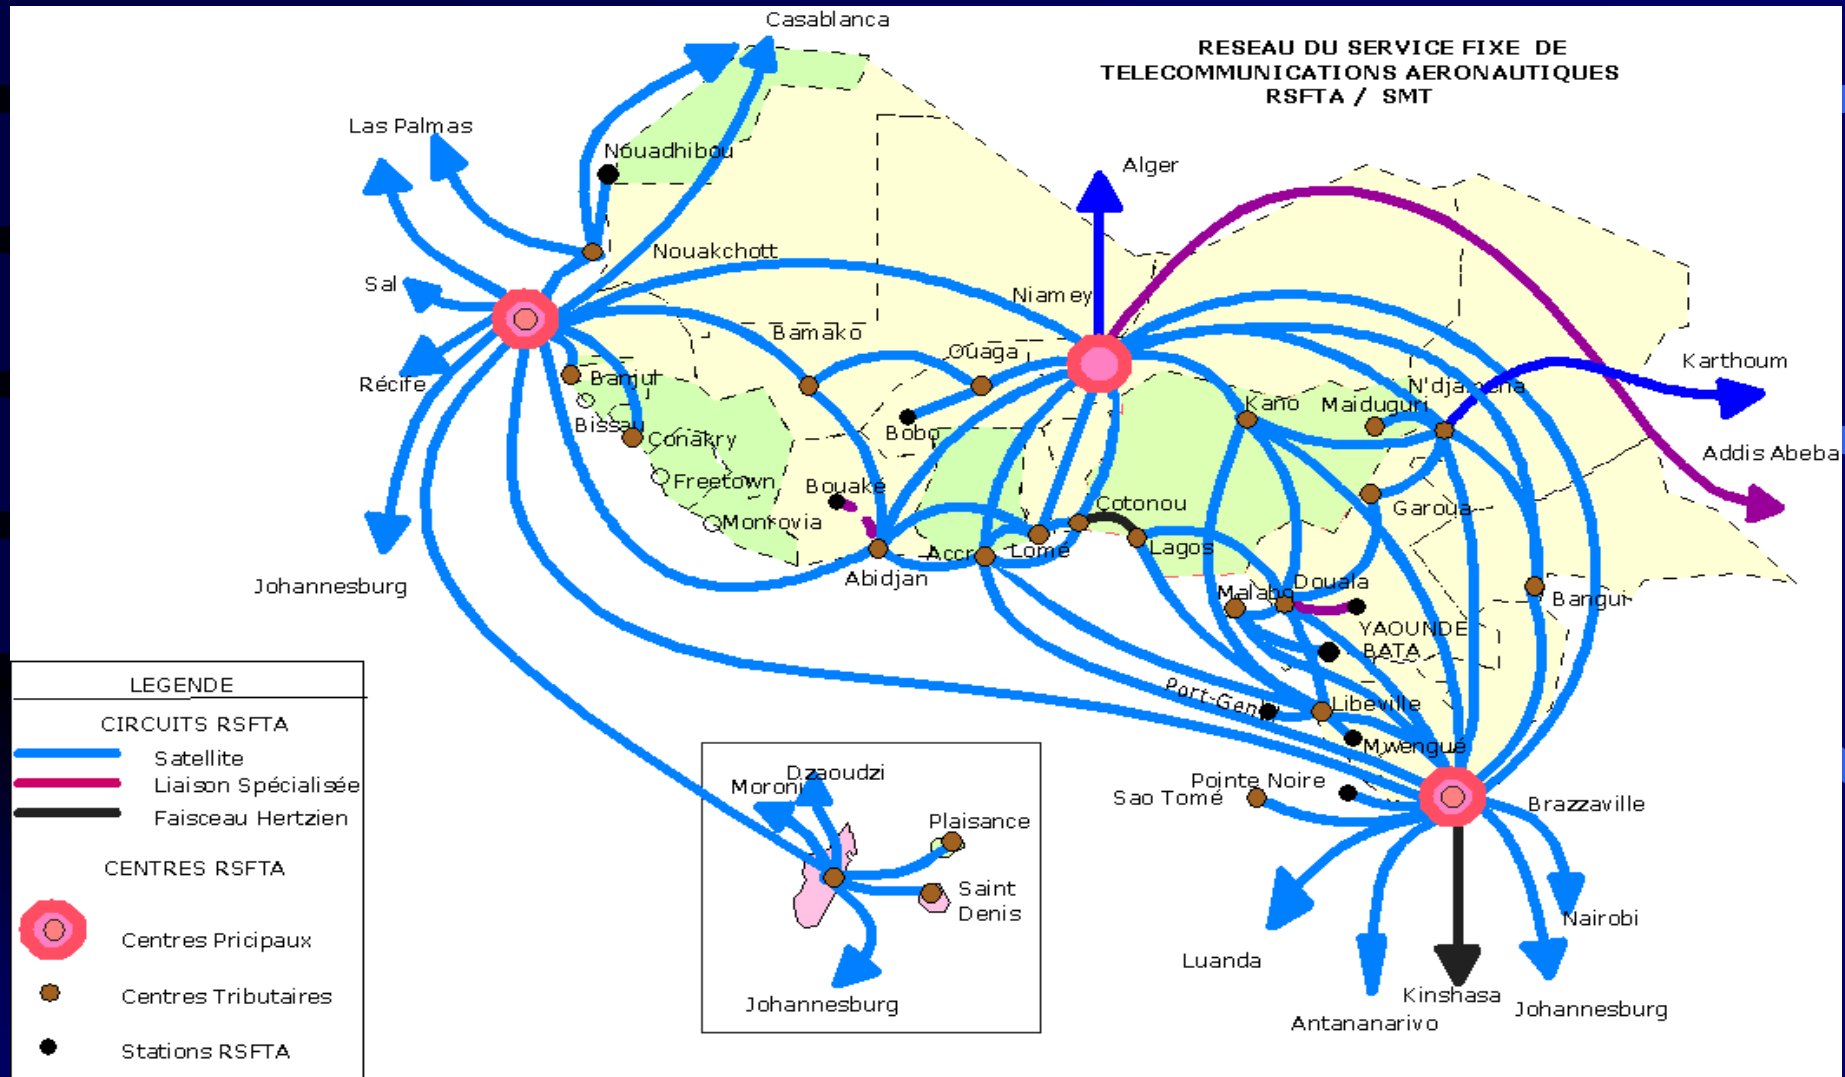 Casablanca
RESEAU DU SERVICE FIXE DE
TELECOMMUNICATIONS AERONAUTIQUES
RSFTA / SMT
Las Palmas
Nouadhibou
Alger
Nouakchott
Sal
Niamey
Bamako
Ouaga
Karthoum
Récife
Banjul
N'djamena
Kano
Maiduguri
Bissau
Bobo
Conakry
Addis Abeba
Freetown
Bouaké
Cotonou
Garoua
Monrovia
Lagos
Accr
Lomé
Abidjan
Johannesburg
Douala
Malabo
Bangui
YAOUNDE
BATA
Port-Gentil
Libeville
Mwengué
Pointe Noire
Sao Tomé
Brazzaville
LEGENDE
CIRCUITS RSFTA
Satellite
Liaison Spécialisée
Faisceau Hertzien
CENTRES RSFTA
Centres Pricipaux
Centres Tributaires
Stations RSFTA
Dzaoudzi
Moroni
Plaisance
Saint
Denis
Johannesburg
Nairobi
Luanda
Kinshasa
Johannesburg
Antananarivo